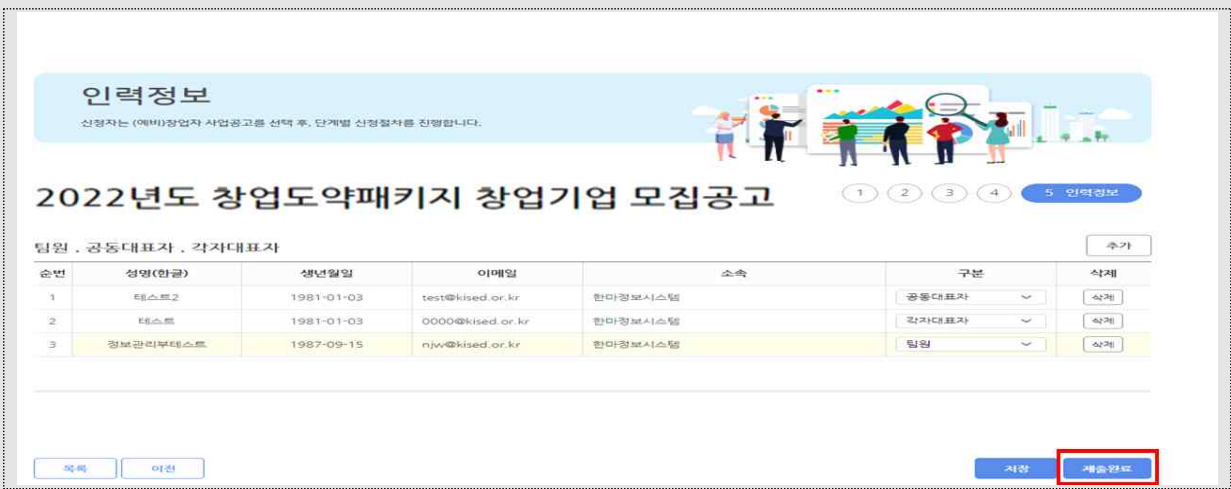 인력정보
신청자는 (예비)창업자 사업공고를 선택 후, 단계별 신청절차를 진행합니다.
2022년도 창업도약패키지 창업기업 모집공고
1 2 3 4 5 인력정보
팀원 . 공동대표자 . 각자대표자 추가
순번 성명(한글) 생년월일 이메일 소속 구분 삭제
1 테스트2 1981-01-03 test@kised.or.kr 한마정보시스템 공동대표자 삭제
2 테스트 1981-01-03 0000@kised.or.kr 한마정보시스템 각자대표자 삭제
3 정보관리부테스트 1987-09-15 njw@kised.or.kr 한마정보시스템 팀원 삭제
목록 이전 저장 제출완료